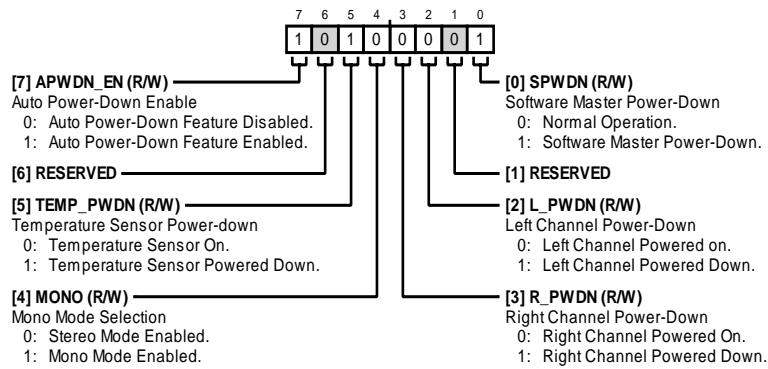 7 6 5 4 3 2 1 0
1 0 1 0 0 0 0 1
[7] APWDN_EN (R/W)
Auto Power-Down Enable
0: Auto Power-Down Feature Disabled.
1: Auto Power-Down Feature Enabled.
[6] RESERVED
[5] TEMP_PWDN (R/W)
Temperature Sensor Power-down
0: Temperature Sensor On.
1: Temperature Sensor Powered Down.
[4] MONO (R/W)
Mono Mode Selection
0: Stereo Mode Enabled.
1: Mono Mode Enabled.
[0] SPWDN (R/W)
Software Master Power-Down
0: Normal Operation.
1: Software Master Power-Down.
[1] RESERVED
[2] L_PWDN (R/W)
Left Channel Power-Down
0: Left Channel Powered on.
1: Left Channel Powered Down.
[3] R_PWDN (R/W)
Right Channel Power-Down
0: Right Channel Powered On.
1: Right Channel Powered Down.